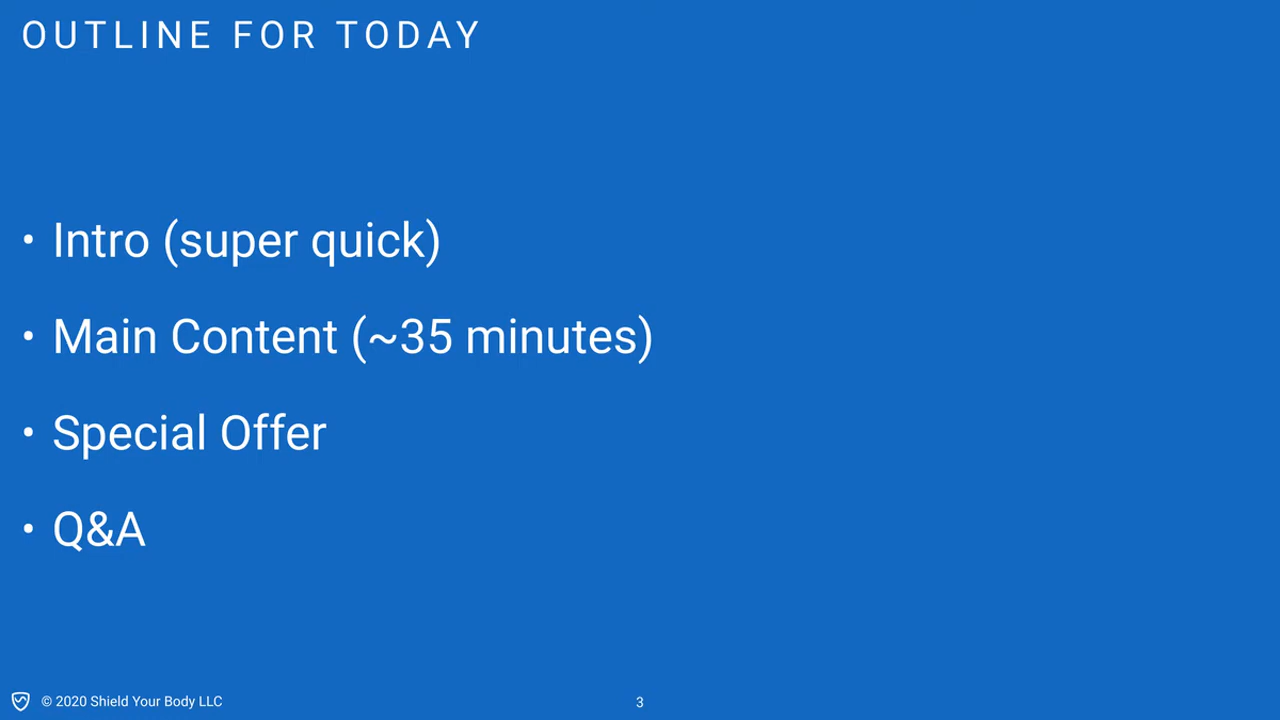 OUTLINE FOR TODAY
• Intro (super quick)
• Main Content (~35 minutes)
• Special Offer
• Q&A
© 2020 Shield Your Body LLC
3